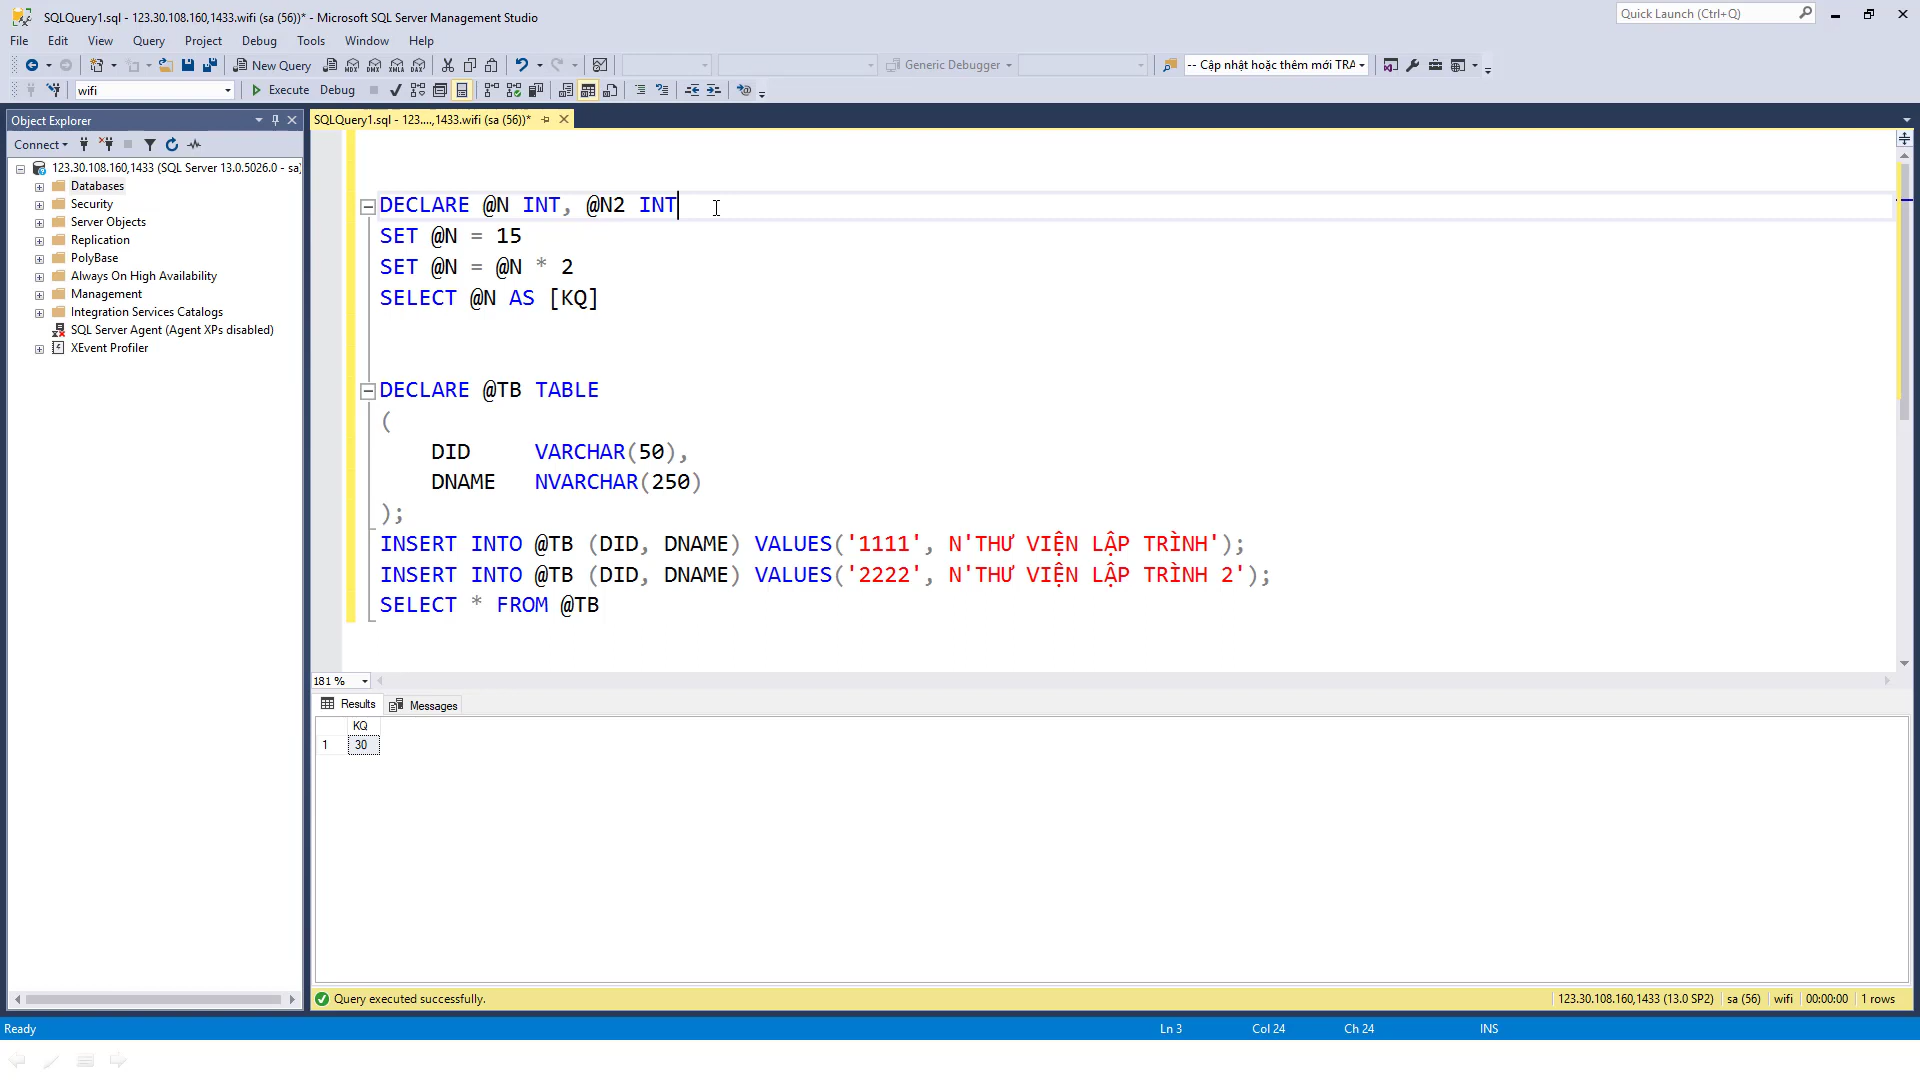 SQLQuery1.sql - 123.30.108.160,1433.wifi (sa (56))* - Microsoft SQL Server Management Studio
Quick Launch (Ctrl+Q)
File Edit View Query Project Debug Tools Window Help
New Query
Generic Debugger
-- Cập nhật hoặc thêm mới TRA
wifi
Execute Debug
Object Explorer
SQLQuery1.sql - 123....,1433.wifi (sa (56))*
Connect
123.30.108.160,1433 (SQL Server 13.0.5026.0 - sa)
Databases
Security
Server Objects
Replication
PolyBase
Always On High Availability
Management
Integration Services Catalogs
SQL Server Agent (Agent XPs disabled)
XEvent Profiler
DECLARE @N INT, @N2 INT
SET @N = 15
SET @N = @N * 2
SELECT @N AS [KQ]
DECLARE @TB TABLE
(
DID VARCHAR(50),
DNAME NVARCHAR(250)
);
INSERT INTO @TB (DID, DNAME) VALUES('1111', N'THƯ VIỆN LẬP TRÌNH');
INSERT INTO @TB (DID, DNAME) VALUES('2222', N'THƯ VIỆN LẬP TRÌNH 2');
SELECT * FROM @TB
181 %
Results Messages
KQ
1 30
Query executed successfully.
123.30.108.160,1433 (13.0 SP2) sa (56) wifi 00:00:00 1 rows
Ready
Ln 3 Col 24 Ch 24 INS